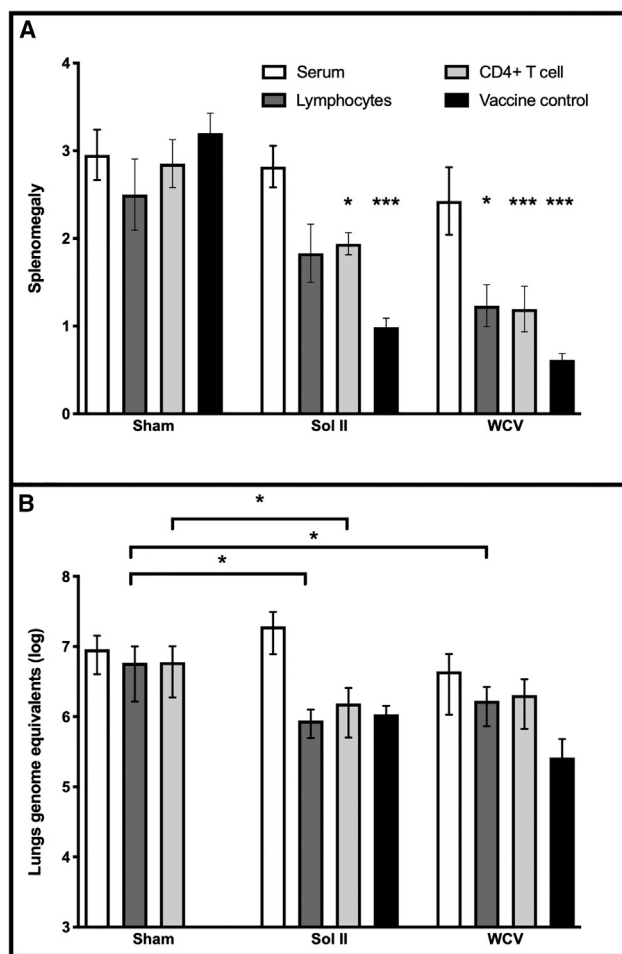 A
Serum
CD4+ T cell
Lymphocytes
Vaccine control
Splenomegaly
4
3
2
1
0
* ***
* *** ***
Sham Sol II WCV
B
*
*
*
Lungs genome equivalents (log)
8
7
6
5
4
3
Sham Sol II WCV